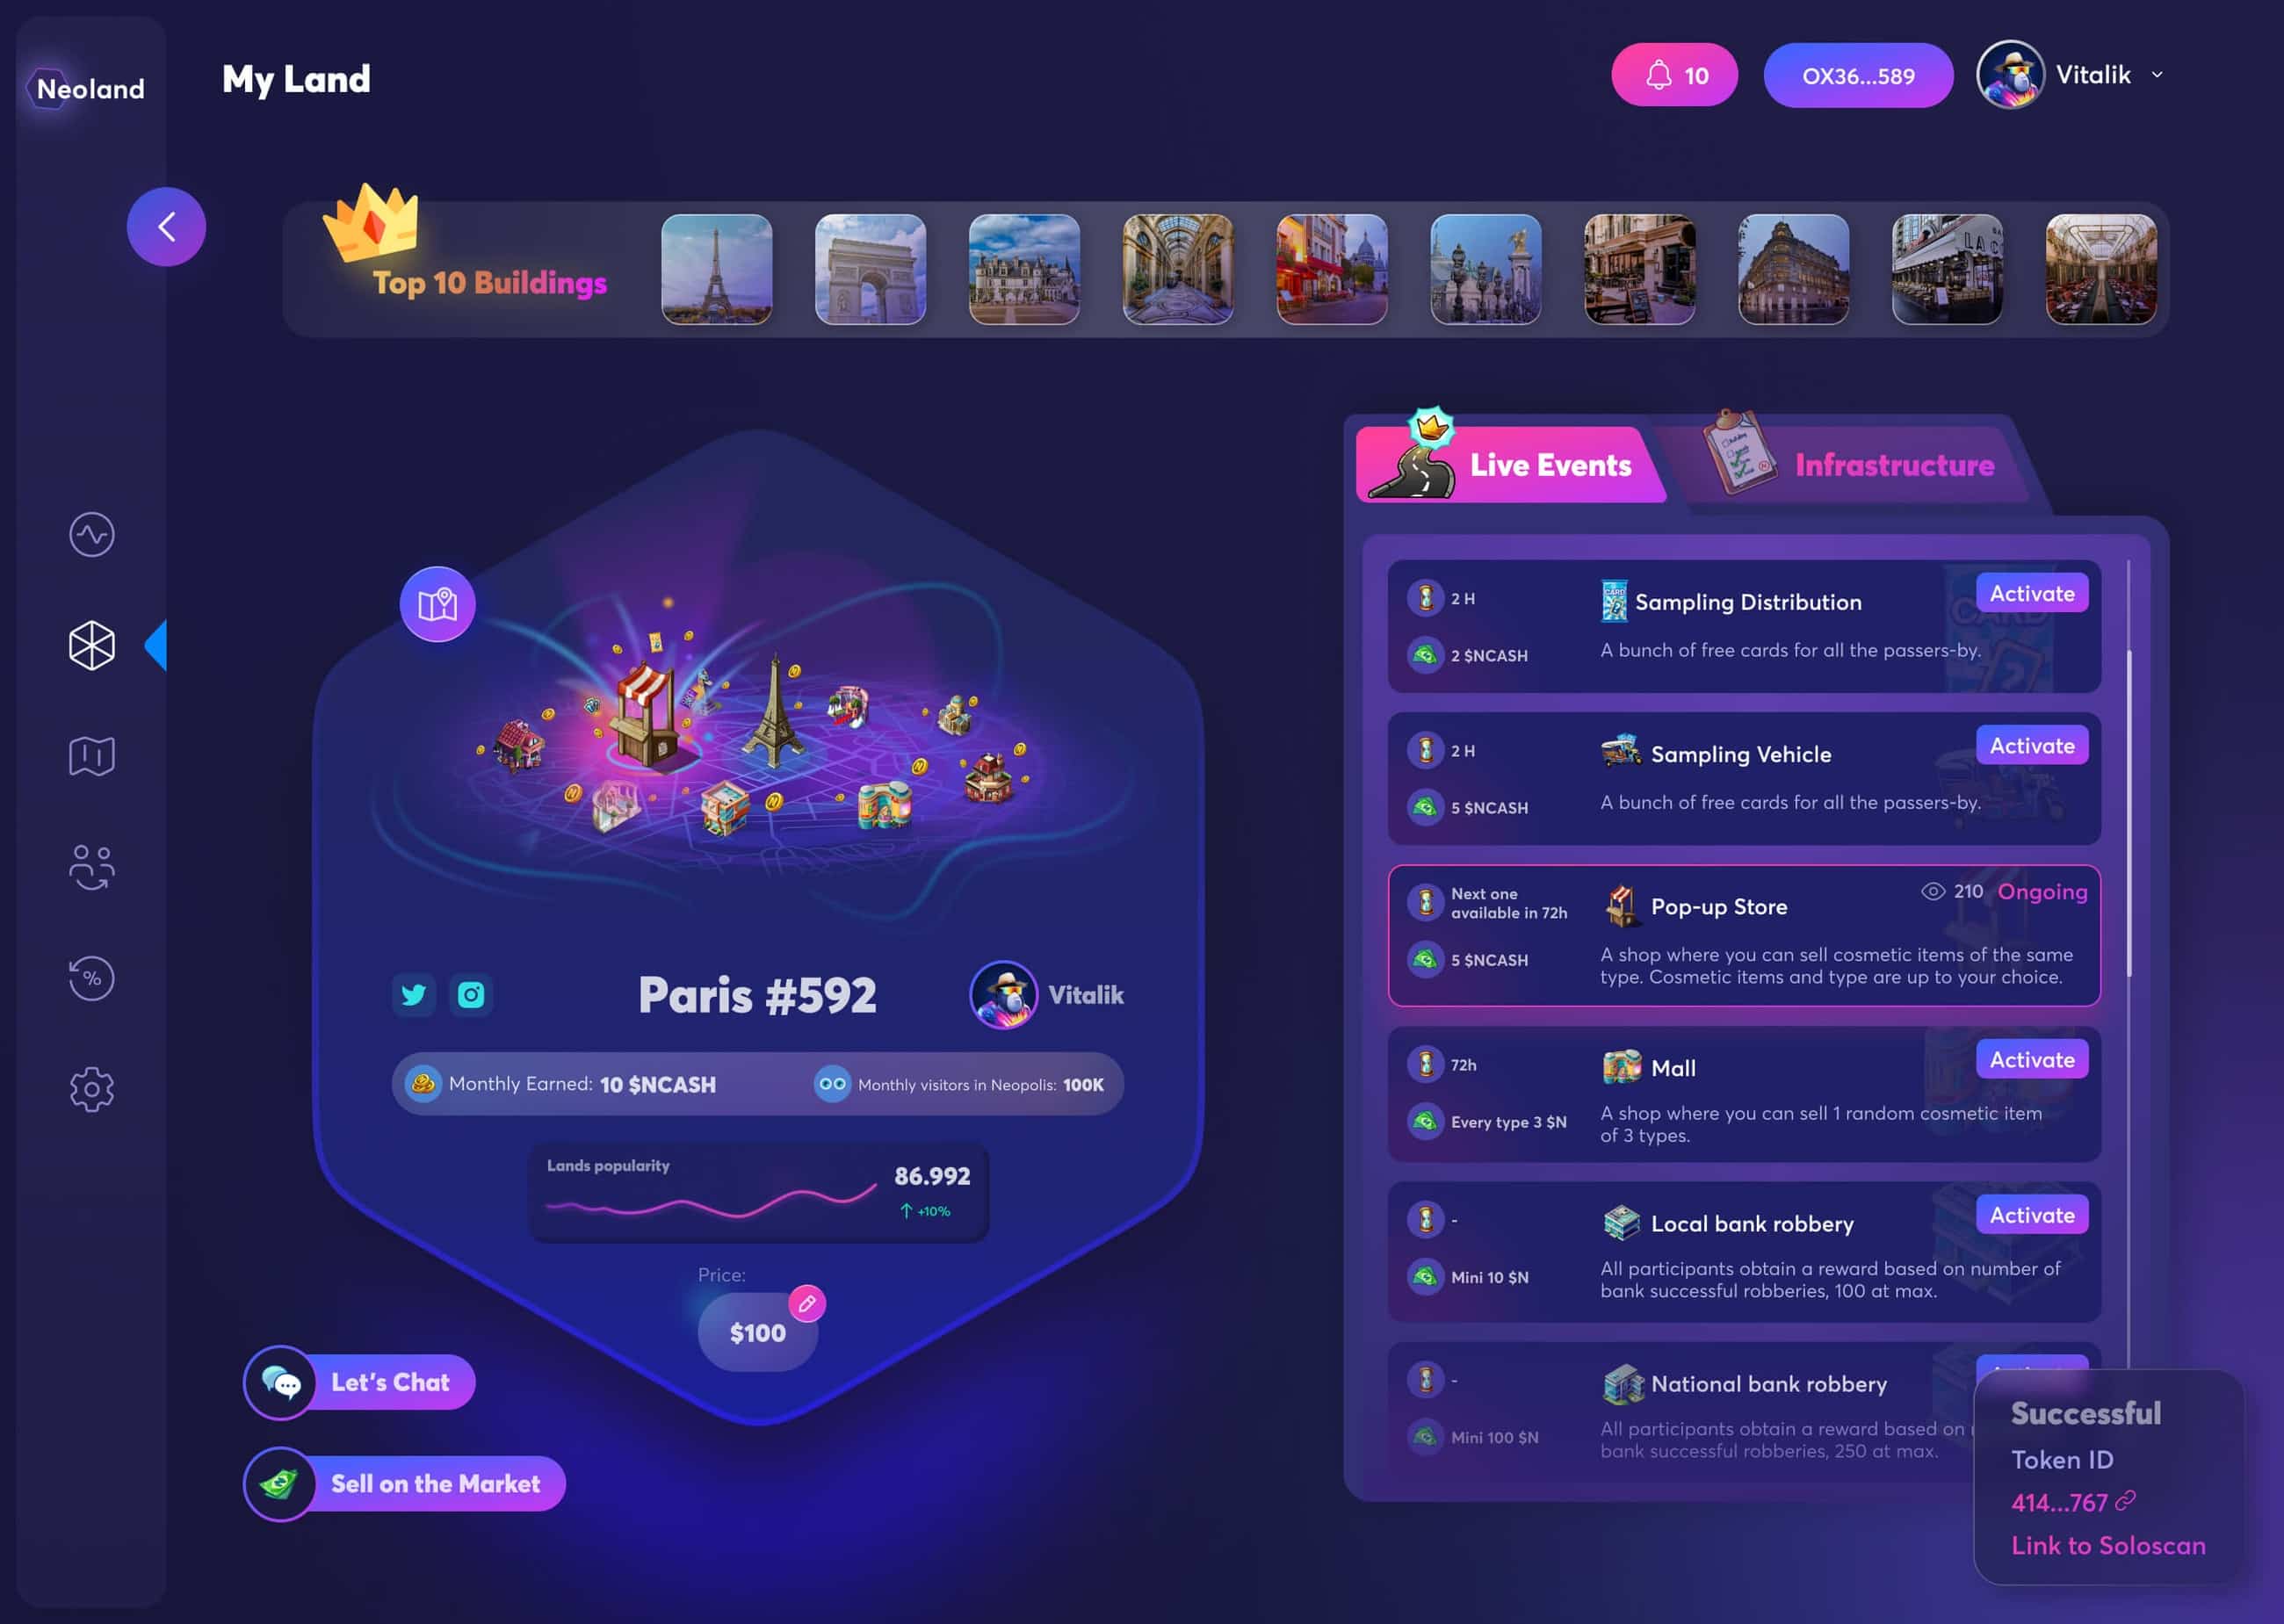 Neoland
My Land
10
OX36...589
Vitalik
Top 10 Buildings
LAC
Live Events
Infrastructure
2 H
Sampling Distribution
Activate
2 $NCASH
A bunch of free cards for all the passers-by.
2 H
Sampling Vehicle
Activate
5 $NCASH
A bunch of free cards for all the passers-by.
Next one
available in 72h
Pop-up Store
210
Ongoing
5 $NCASH
A shop where you can sell cosmetic items of the same
type. Cosmetic items and type are up to your choice.
72h
Mall
Activate
Every type 3 $N
A shop where you can sell 1 random cosmetic item
of 3 types.
-
Local bank robbery
Activate
Mini 10 $N
All participants obtain a reward based on number of
bank successful robberies, 100 at max.
-
National bank robbery
Mini 100 $N
All participants obtain a reward based on
bank successful robberies, 250 at max.
Paris #592
Vitalik
Monthly Earned: 10 $NCASH
Monthly visitors in Neopolis: 100K
Lands popularity
86.992
+10%
Price:
$100
Let's Chat
Sell on the Market
Successful
Token ID
414...767
Link to Soloscan